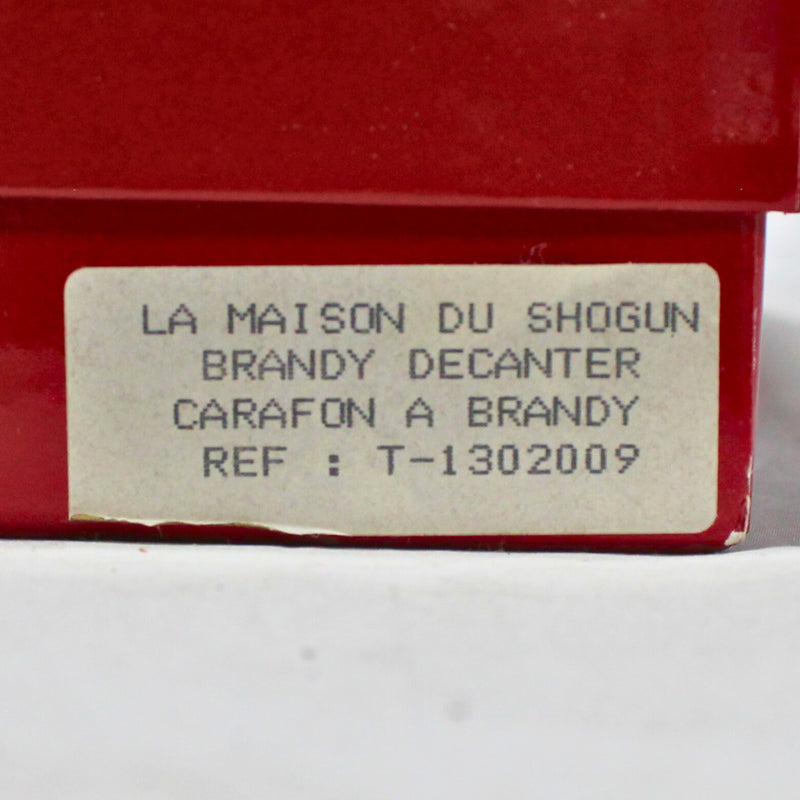 LA MAISON DU SHOGUN
BRANDY DECANTER
CARAFON A BRANDY
REF : T-1302009